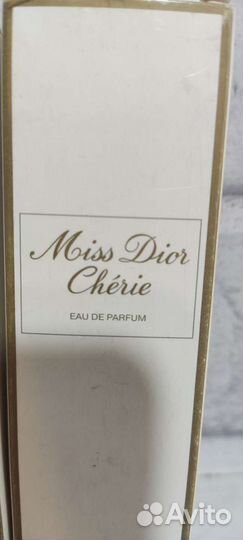 Miss Dior
Chérie
EAU DE PARFUM
Avito